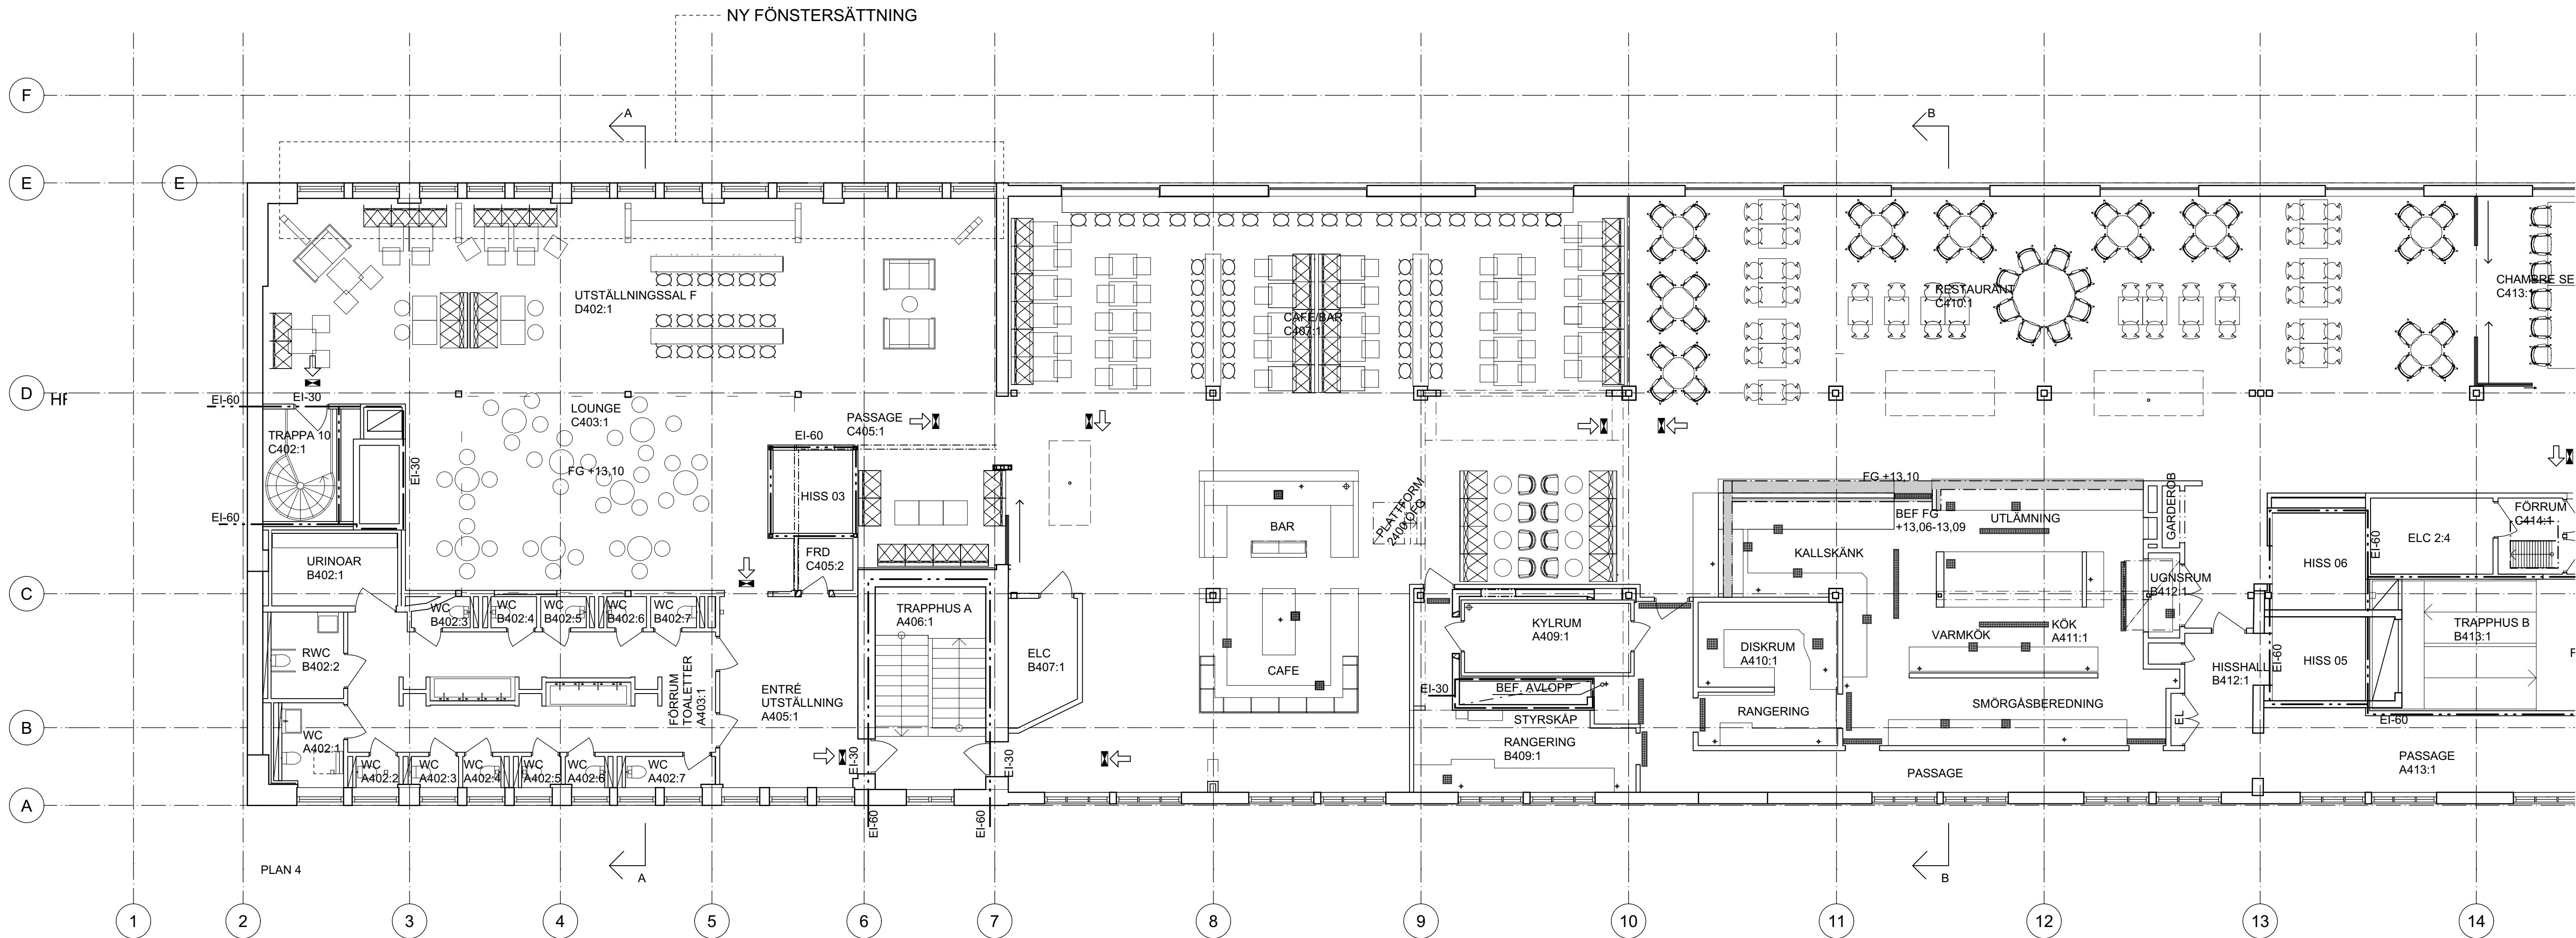 NY FÖNSTERSÄTTNING
F
A
B
E
E
UTSTÄLLNINGSSAL F
D402:1
CAFE/BAR
C407:1
RESTAURANT
C410:1
CHAMBRE SE
C413:1
D
EI-60
EI-30
TRAPPA 10
C402:1
EI-30
EI-60
LOUNGE
C403:1
FG +13,10
PASSAGE
C405:1
EI-60
HISS 03
FRD
C405:2
BAR
PLATTFORM
2400 ÖFG
FG +13,10
BEF FG
+13,06-13,09
UTLÄMNING
GARDEROB
KALLSKÄNK
ELC 2:4
FÖRRUM
C414:1
EI-60
HISS 06
URINOAR
B402:1
UGNSRUM
B412:1
C
WC
B402:3
WC
B402:4
WC
B402:5
WC
B402:6
WC
B402:7
TRAPPHUS A
A406:1
KYLRUM
A409:1
VARMKÖK
KÖK
A411:1
TRAPPHUS B
B413:1
RWC
B402:2
ELC
B407:1
CAFE
DISKRUM
A410:1
HISSHALL
B412:1
EI-60
HISS 05
FÖRRUM
TOALETTER
A403:1
ENTRÉ
UTSTÄLLNING
A405:1
EI-30
BEF. AVLOPP
STYRSKÅP
RANGERING
SMÖRGÅSBEREDNING
EL
EI-60
B
WC
A402:1
RANGERING
B409:1
EI-30
EI-30
PASSAGE
A413:1
WC
A402:2
WC
A402:3
WC
A402:4
WC
A402:5
WC
A402:6
WC
A402:7
PASSAGE
A
EI-60
EI-60
PLAN 4
A
B
1
2
3
4
5
6
7
8
9
10
11
12
13
14